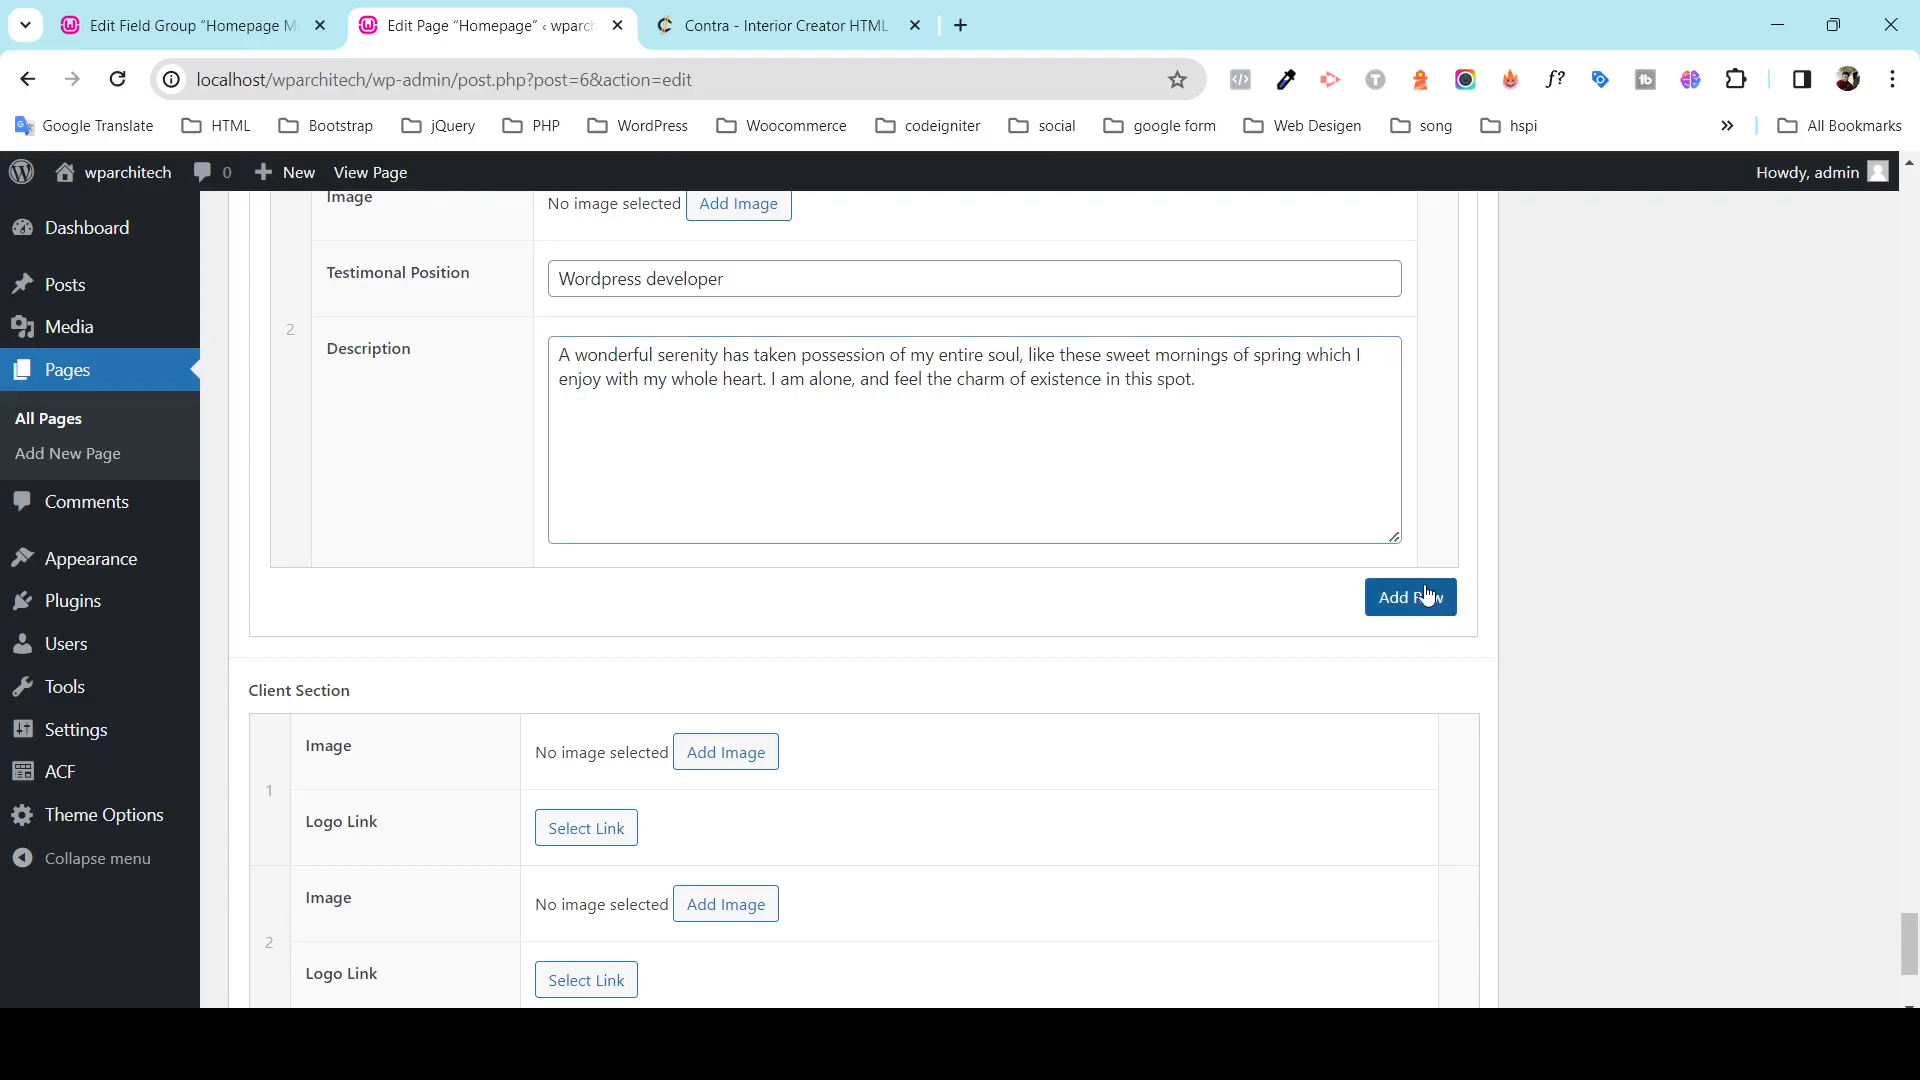 Edit Field Group “Homepage M
Edit Page “Homepage” ‹ wparch
Contra - Interior Creator HTML
localhost/wparchitech/wp-admin/post.php?post=6&action=edit
Google Translate
HTML
Bootstrap
jQuery
PHP
WordPress
Woocommerce
codeigniter
social
google form
Web Desigen
song
hspi
All Bookmarks
wparchitech
0
New
View Page
Howdy, admin
Dashboard
Posts
Media
Pages
All Pages
Add New Page
Comments
Appearance
Plugins
Users
Tools
Settings
ACF
Theme Options
Collapse menu
Image
No image selected
Add Image
Testimonal Position
Wordpress developer
2
Description
A wonderful serenity has taken possession of my entire soul, like these sweet mornings of spring which I
enjoy with my whole heart. I am alone, and feel the charm of existence in this spot.
Add
Client Section
1
Image
No image selected
Add Image
Logo Link
Select Link
2
Image
No image selected
Add Image
Logo Link
Select Link